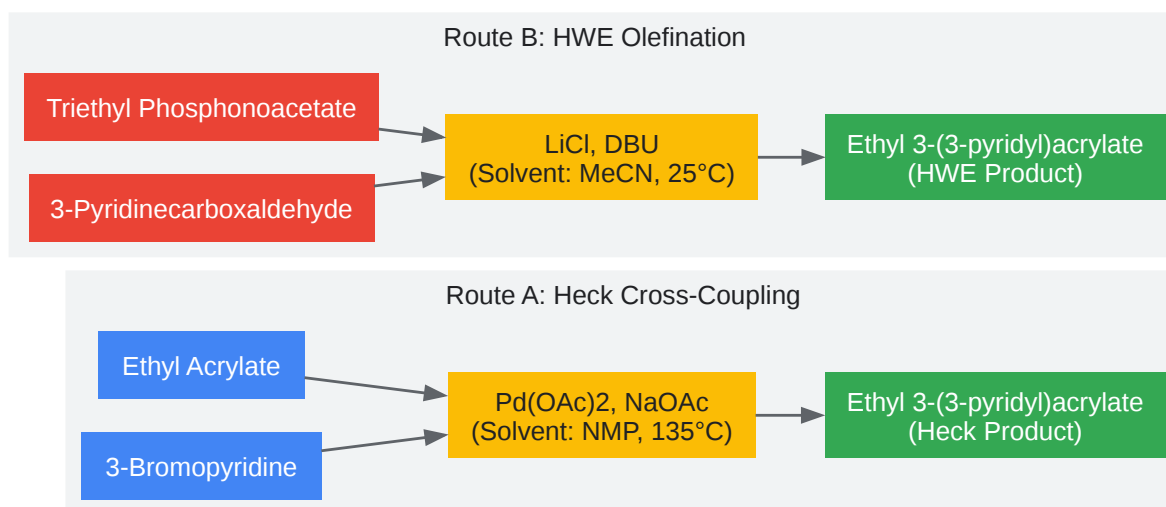 Route B: HWE Olefination
Triethyl Phosphonoacetate
3-Pyridinecarboxaldehyde
LiCl, DBU
(Solvent: MeCN, 25°C)
Ethyl 3-(3-pyridyl)acrylate
(HWE Product)
Route A: Heck Cross-Coupling
Ethyl Acrylate
3-Bromopyridine
Pd(OAc)2, NaOAc
(Solvent: NMP, 135°C)
Ethyl 3-(3-pyridyl)acrylate
(Heck Product)